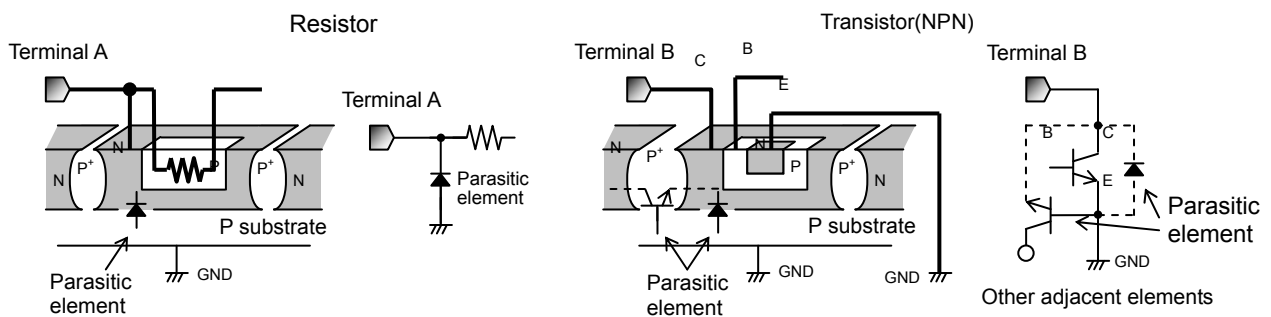 Resistor
Terminal A
N
P
N
P+
P+
N
P substrate
Parasitic
element
GND
Terminal A
Parasitic
element
Transistor(NPN)
Terminal B
C
B
E
N
P+
N
N
P
P+
N
P substrate
Parasitic
element
GND
GND
Terminal B
B
C
E
Parasitic
element
GND
Other adjacent elements